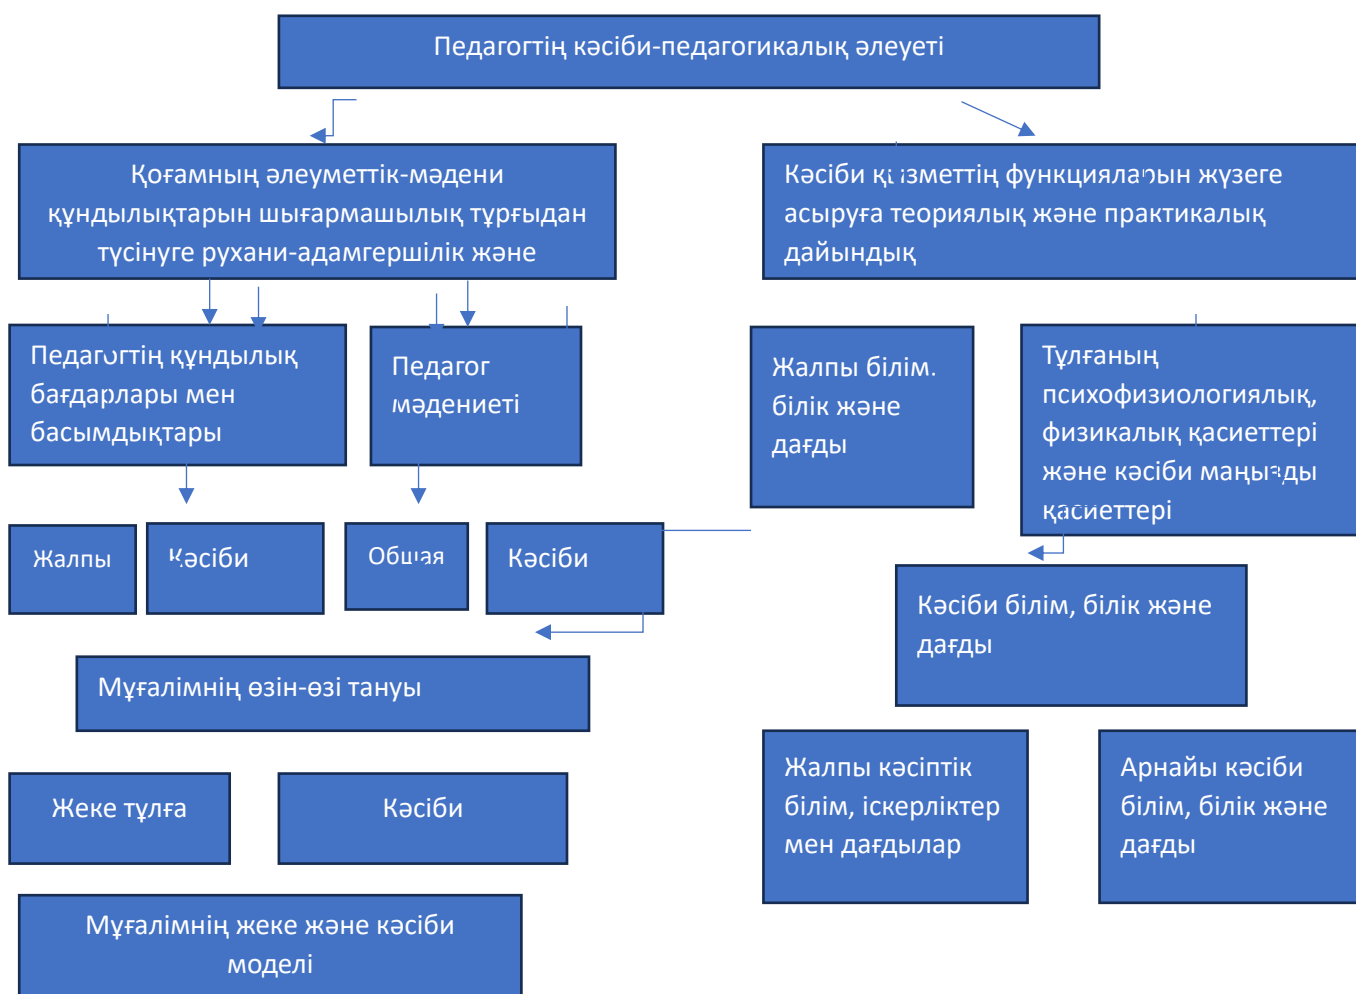 Педагогтің кәсіби-педагогикалық әлеуеті
Қоғамның әлеуметтік-мәдени
құндылықтарын шығармашылық тұрғыдан
түсінуге рухани-адамгершілік және
Кәсіби қызметтің функцияларын жүзеге
асыруға теориялық және практикалық
дайындық
Педагогтің құндылық
бағдарлары мен
басымдықтары
Педагог
мәдениеті
Жалпы білім.
білік және
дағды
Тұлғаның
психофизиологиялық,
физикалық қасиеттері
және кәсіби маңызды
қасиеттері
Жалпы
Кәсіби
Общая
Кәсіби
Кәсіби білім, білік және
дағды
Мұғалімнің өзін-өзі тануы
Жалпы кәсіптік
білім, іскерліктер
мен дағдылар
Арнайы кәсіби
білім, білік және
дағды
Жеке тұлға
Кәсіби
Мұғалімнің жеке және кәсіби
моделі